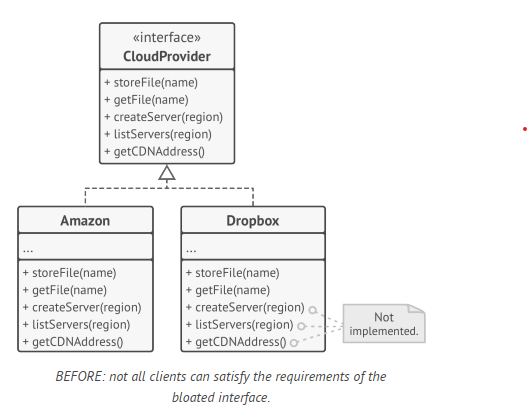 «interface»
CloudProvider
+ storeFile(name)
+ getFile(name)
+ createServer(region)
+ listServers(region)
+ getCDNAddress()
Amazon
...
+ storeFile(name)
+ getFile(name)
+ createServer(region)
+ listServers(region)
+ getCDNAddress()
Dropbox
...
+ storeFile(name)
+ getFile(name)
+ createServer(region)
+ listServers(region)
+ getCDNAddress()
Not
implemented.
BEFORE: not all clients can satisfy the requirements of the
bloated interface.